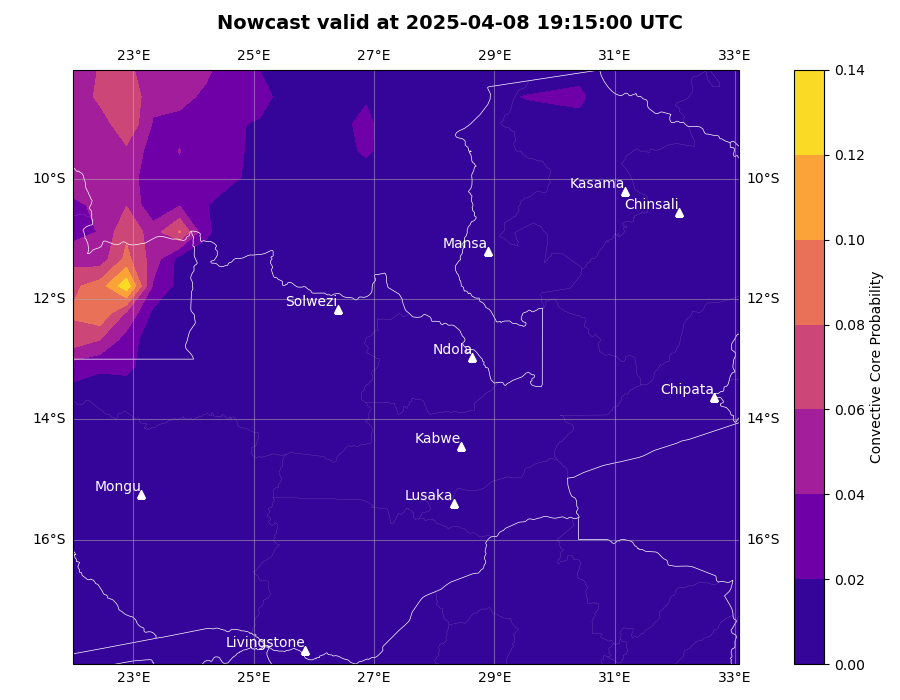 Nowcast valid at 2025-04-08 19:15:00 UTC
23°E 25°E 27°E 29°E 31°E 33°E
0.14
0.12
10°S 10°S
Kasama
Chinsali
Mansa
0.10
12°S 12°S
Solwezi
0.08
Ndola
Chipata
0.06
14°S 14°S
Kabwe
Mongu
Lusaka
0.04
16°S 16°S
0.02
Livingstone
0.00
23°E 25°E 27°E 29°E 31°E 33°E
Convective Core Probability